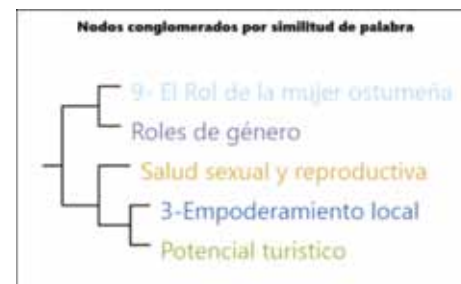 Nodos conglomerados por similitud de palabra
9- El Rol de la mujer ostumeña
Roles de género
Salud sexual y reproductiva
3-Empoderamiento local
Potencial turistico